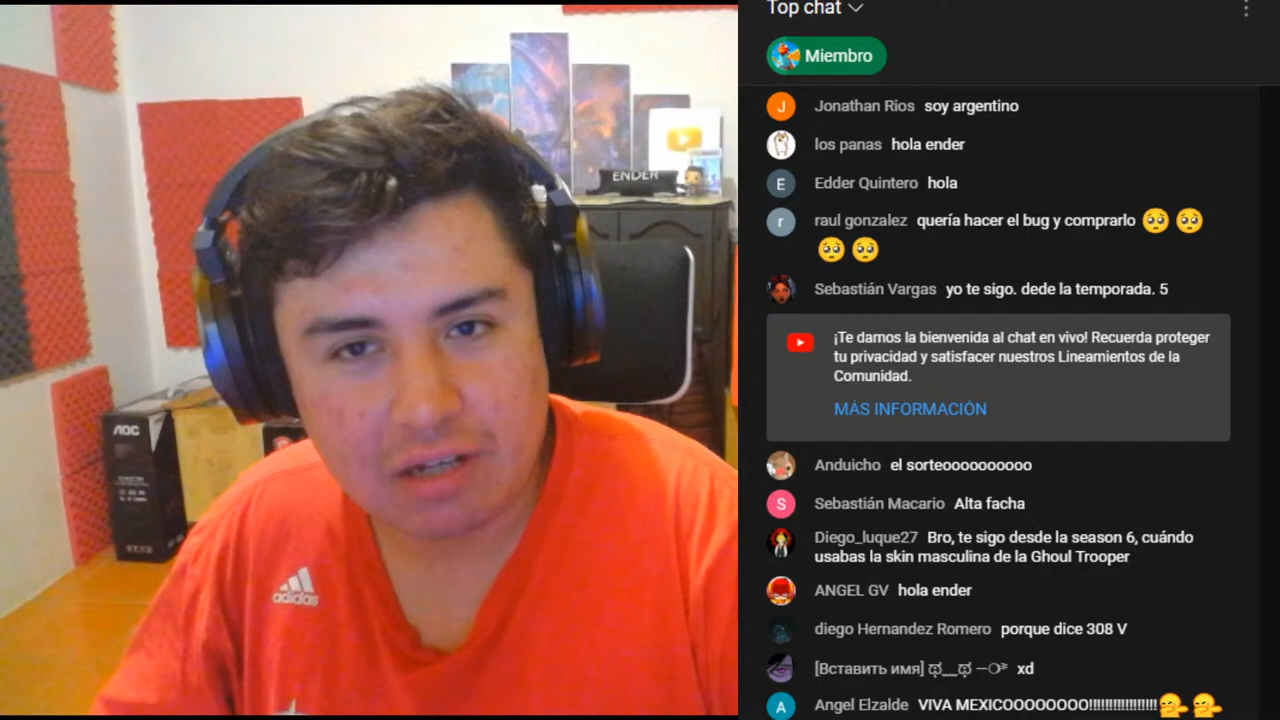 Top chat
Miembro
Jonathan Rios soy argentino
los panas hola ender
E Edder Quintero hola
r raul gonzalez quería hacer el bug y comprarlo 🥺 🥺
🥺 🥺
Sebastián Vargas yo te sigo. dede la temporada. 5
¡Te damos la bienvenida al chat en vivo! Recuerda proteger
tu privacidad y satisfacer nuestros Lineamientos de la
Comunidad.
MÁS INFORMACIÓN
Anduicho el sorteoooooooooo
S Sebastián Macario Alta facha
Diego_luque27 Bro, te sigo desde la season 6, cuándo
usabas la skin masculina de la Ghoul Trooper
ANGEL GV hola ender
diego Hernandez Romero porque dice 308 V
[Вставить имя] xd
A Angel Elzalde VIVA MEXICOOOOOOOO!!!!!!!!!!!!!!!!
J
ENDER
AOC
adidas